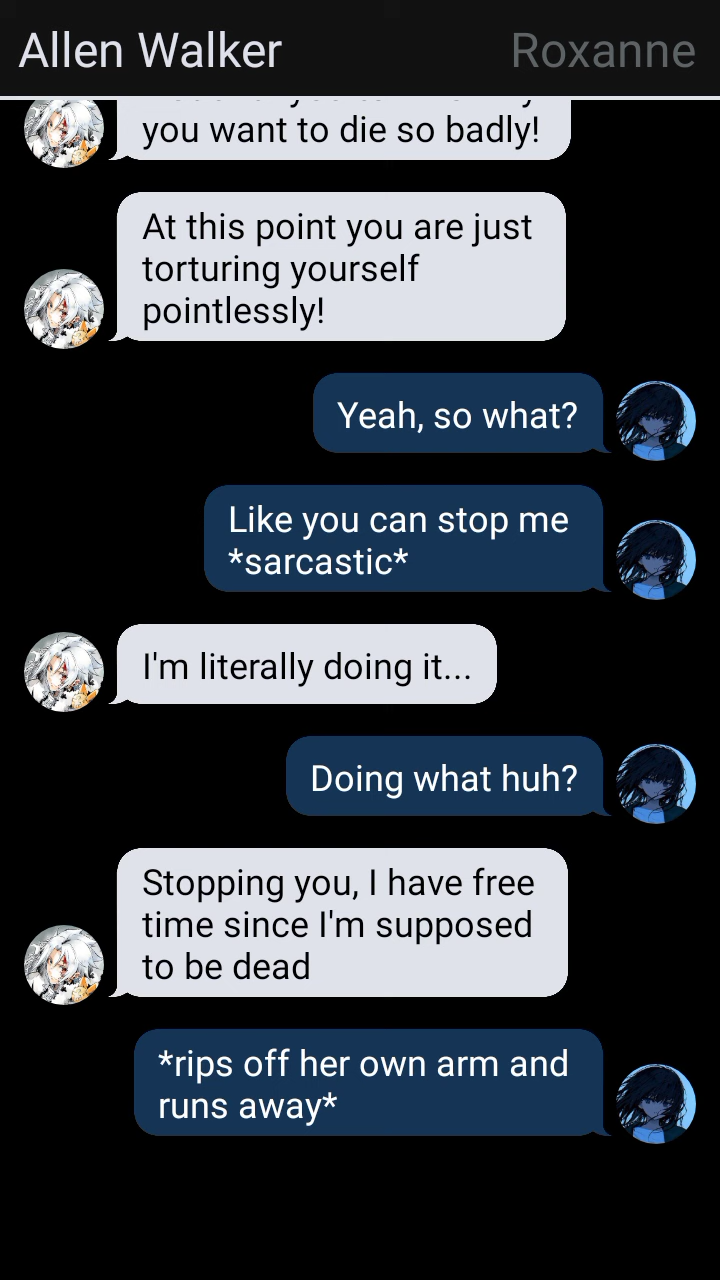 Allen Walker
Roxanne
you want to die so badly!
At this point you are just
torturing yourself
pointlessly!
Yeah, so what?
Like you can stop me
*sarcastic*
I'm literally doing it...
Doing what huh?
Stopping you, I have free
time since I'm supposed
to be dead
*rips off her own arm and
runs away*